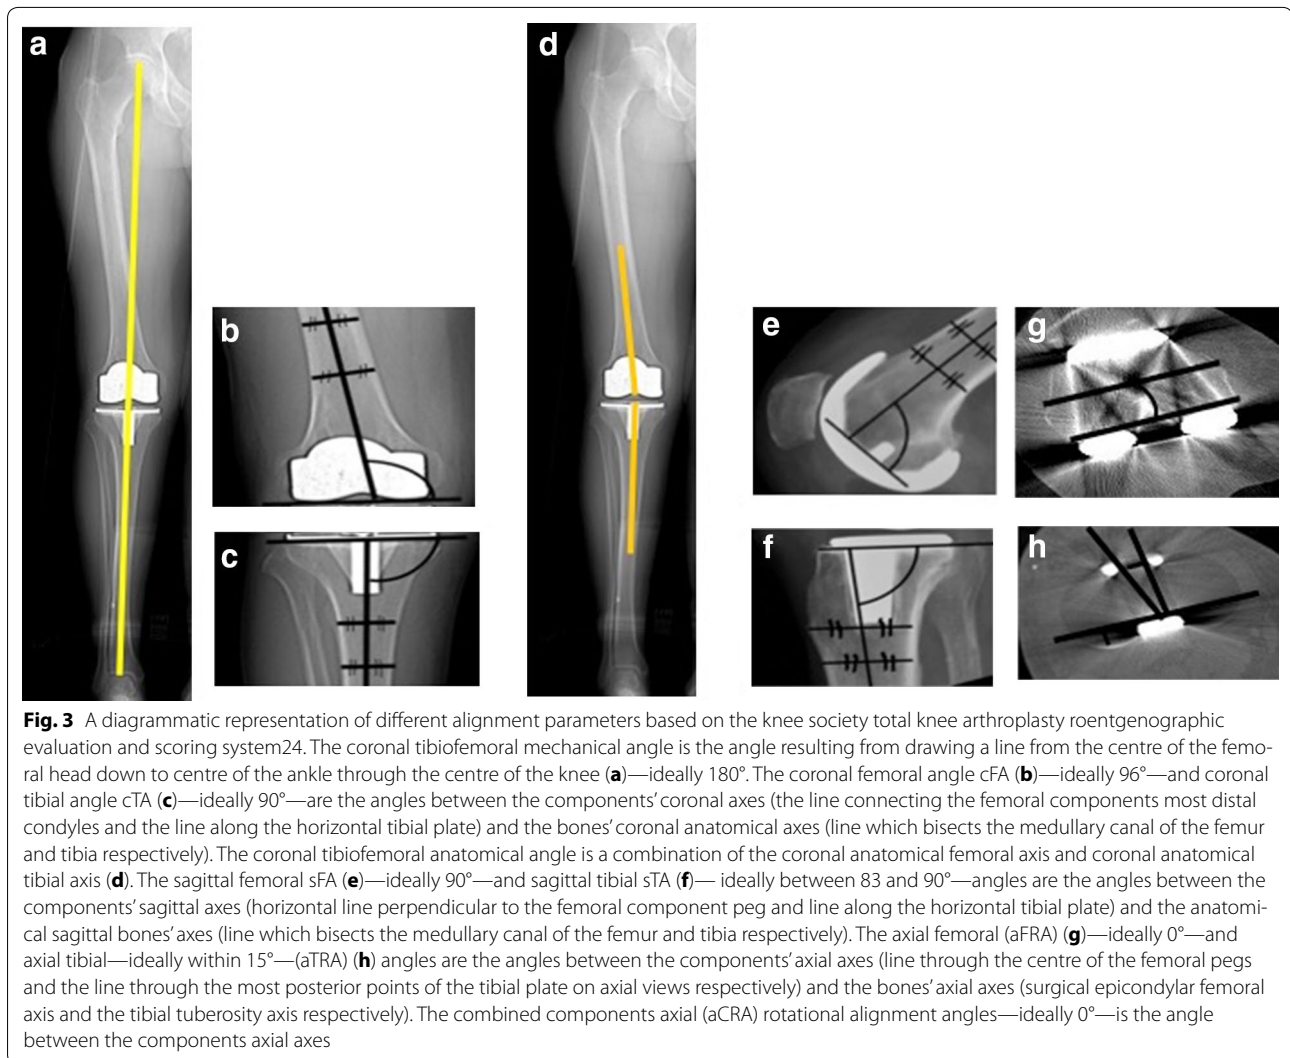 a
d
b
e
g
c
f
h
Fig. 3 A diagrammatic representation of different alignment parameters based on the knee society total knee arthroplasty roentgenographic
evaluation and scoring system24. The coronal tibiofemoral mechanical angle is the angle resulting from drawing a line from the centre of the femo-
ral head down to centre of the ankle through the centre of the knee (a)—ideally 180°. The coronal femoral angle cFA (b)—ideally 96°—and coronal
tibial angle cTA (c)—ideally 90°—are the angles between the components’ coronal axes (the line connecting the femoral components most distal
condyles and the line along the horizontal tibial plate) and the bones’ coronal anatomical axes (line which bisects the medullary canal of the femur
and tibia respectively). The coronal tibiofemoral anatomical angle is a combination of the coronal anatomical femoral axis and coronal anatomical
tibial axis (d). The sagittal femoral sFA (e)—ideally 90°—and sagittal tibial sTA (f)— ideally between 83 and 90°—angles are the angles between the
components’ sagittal axes (horizontal line perpendicular to the femoral component peg and line along the horizontal tibial plate) and the anatomi-
cal sagittal bones’ axes (line which bisects the medullary canal of the femur and tibia respectively). The axial femoral (aFRA) (g)—ideally 0°—and
axial tibial—ideally within 15°—(aTRA) (h) angles are the angles between the components’ axial axes (line through the centre of the femoral pegs
and the line through the most posterior points of the tibial plate on axial views respectively) and the bones’ axial axes (surgical epicondylar femoral
axis and the tibial tuberosity axis respectively). The combined components axial (aCRA) rotational alignment angles—ideally 0°—is the angle
between the components axial axes